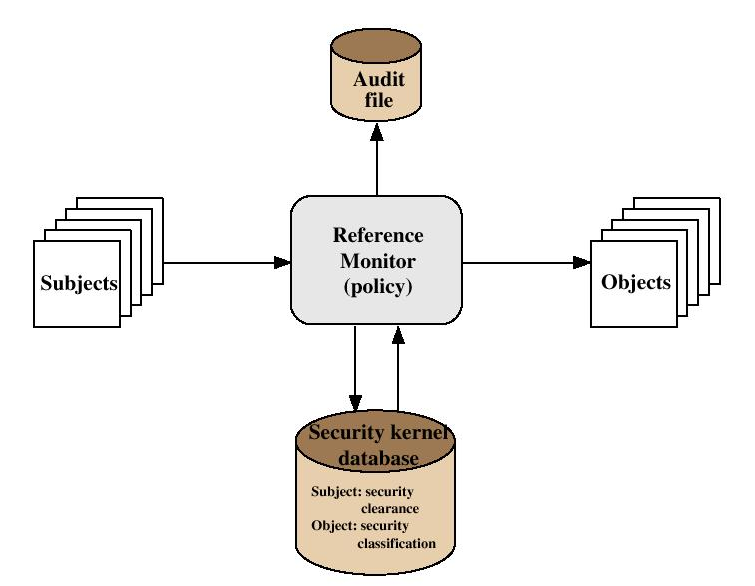 Audit
file
Subjects
Reference
Monitor
(policy)
Objects
Security kernel
database
Subject: security
clearance
Object: security
classification